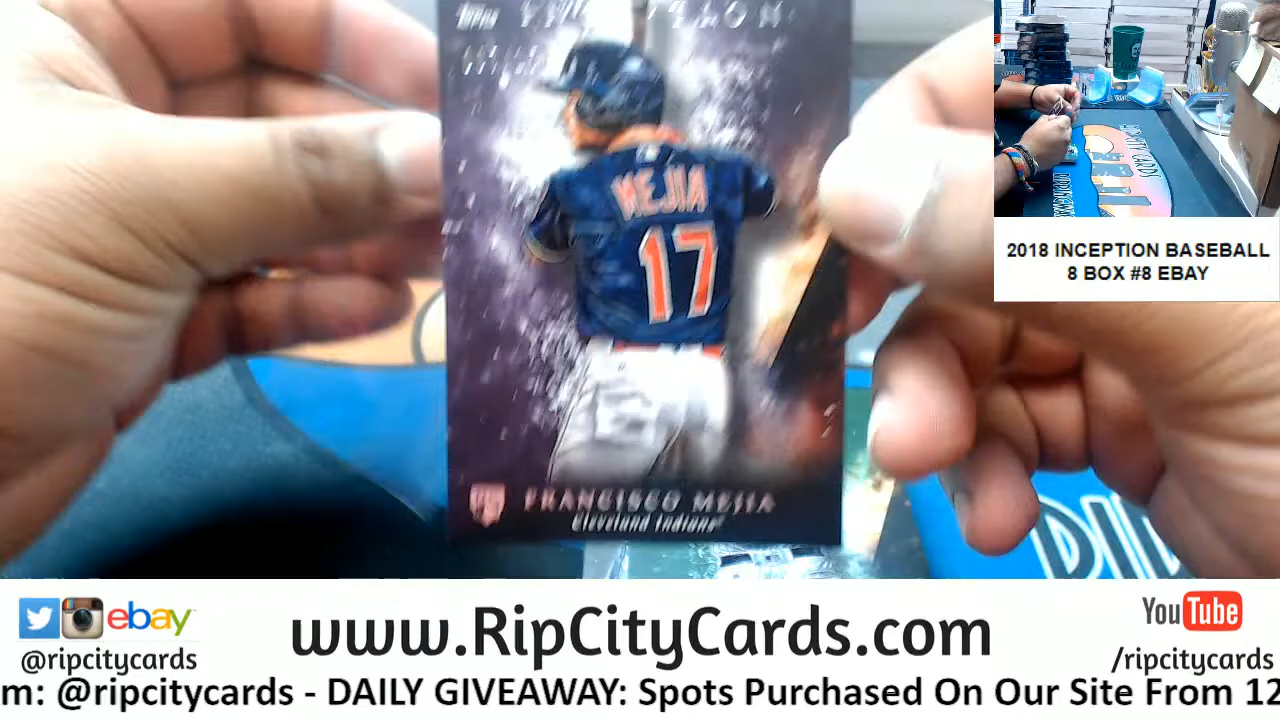 topps
MEJIA
17
FRANCISCO MEJIA
Cleveland Indians
2018 INCEPTION BASEBALL
8 BOX #8 EBAY
ebay
www.RipCityCards.com
You Tube
@ripcitycards
/ripcitycards
m: @ripcitycards - DAILY GIVEAWAY: Spots Purchased On Our Site From 12